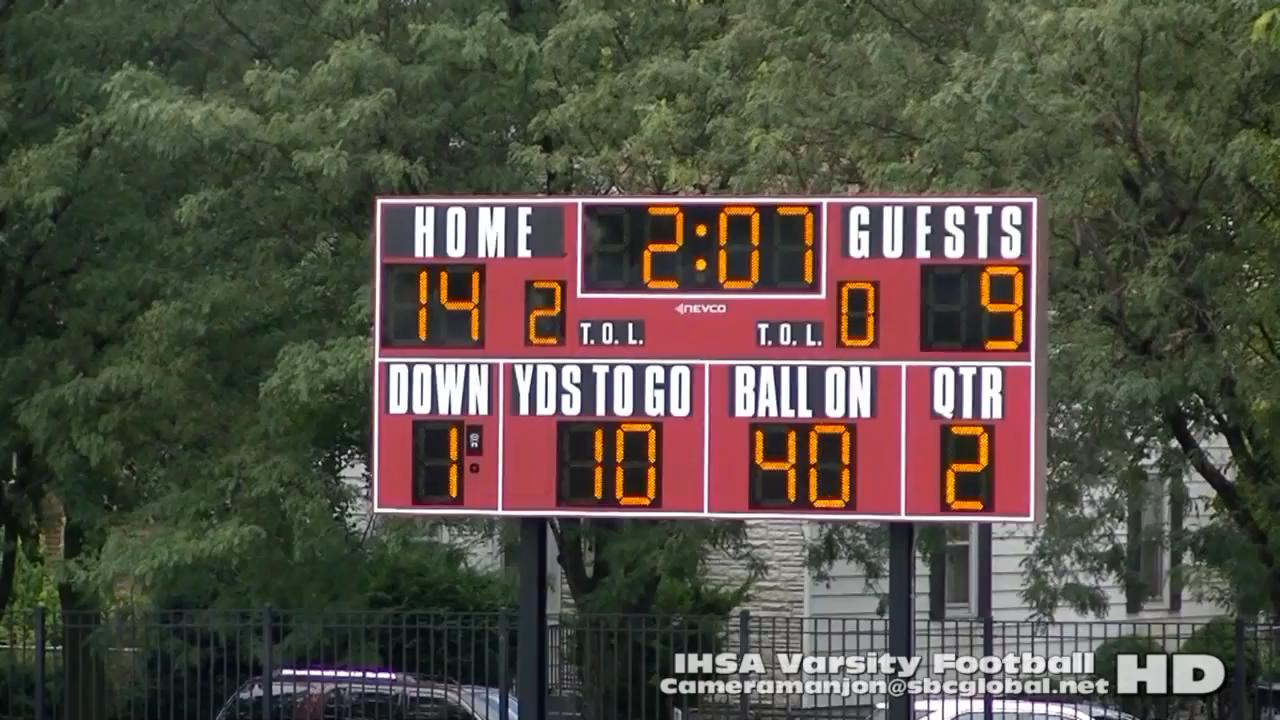 HOME 2:07 GUESTS
14 2 T.O.L. NEVCO T.O.L. 0 9
DOWN YDS TO GO BALL ON QTR
1 10 40 2
IHSA Varsity Football HD
Cameramanjon@sbcglobal.net